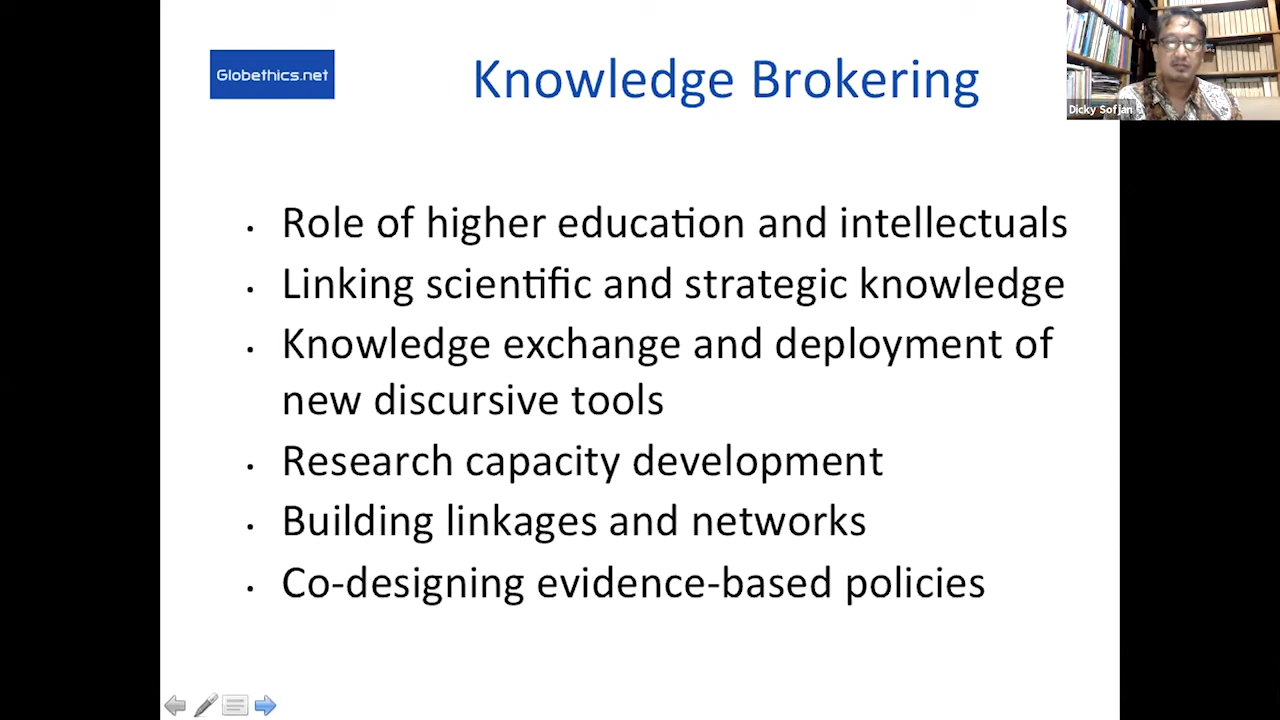 Globethics.net
Knowledge Brokering
Dicky Sofjan
• Role of higher education and intellectuals
• Linking scientific and strategic knowledge
• Knowledge exchange and deployment of
new discursive tools
• Research capacity development
• Building linkages and networks
• Co-designing evidence-based policies